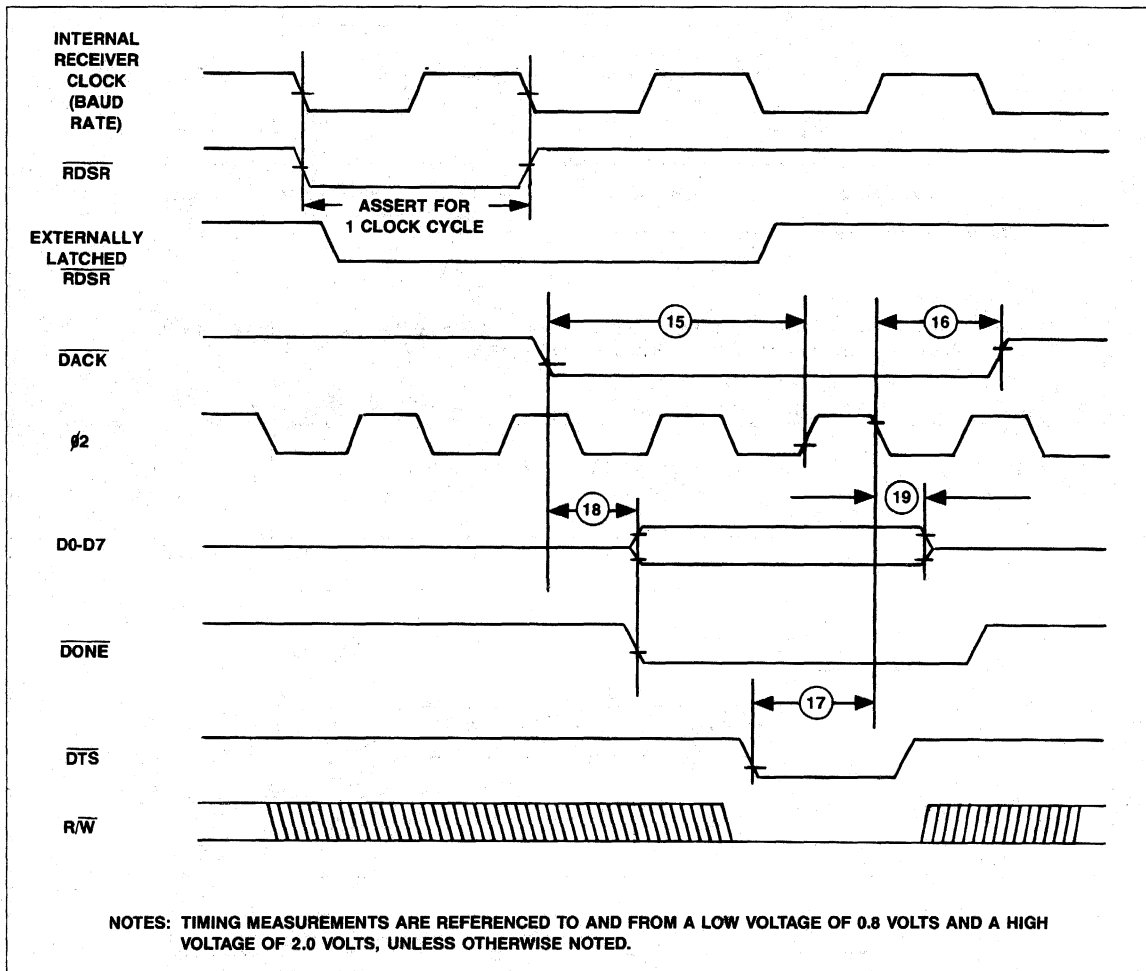 INTERNAL
RECEIVER
CLOCK
(BAUD
RATE)
RDSR
ASSERT FOR
1 CLOCK CYCLE
EXTERNALLY
LATCHED
RDSR
15
16
DACK
ø2
19
18
D0-D7
DONE
17
DTS
R/W
NOTES: TIMING MEASUREMENTS ARE REFERENCED TO AND FROM A LOW VOLTAGE OF 0.8 VOLTS AND A HIGH
VOLTAGE OF 2.0 VOLTS, UNLESS OTHERWISE NOTED.